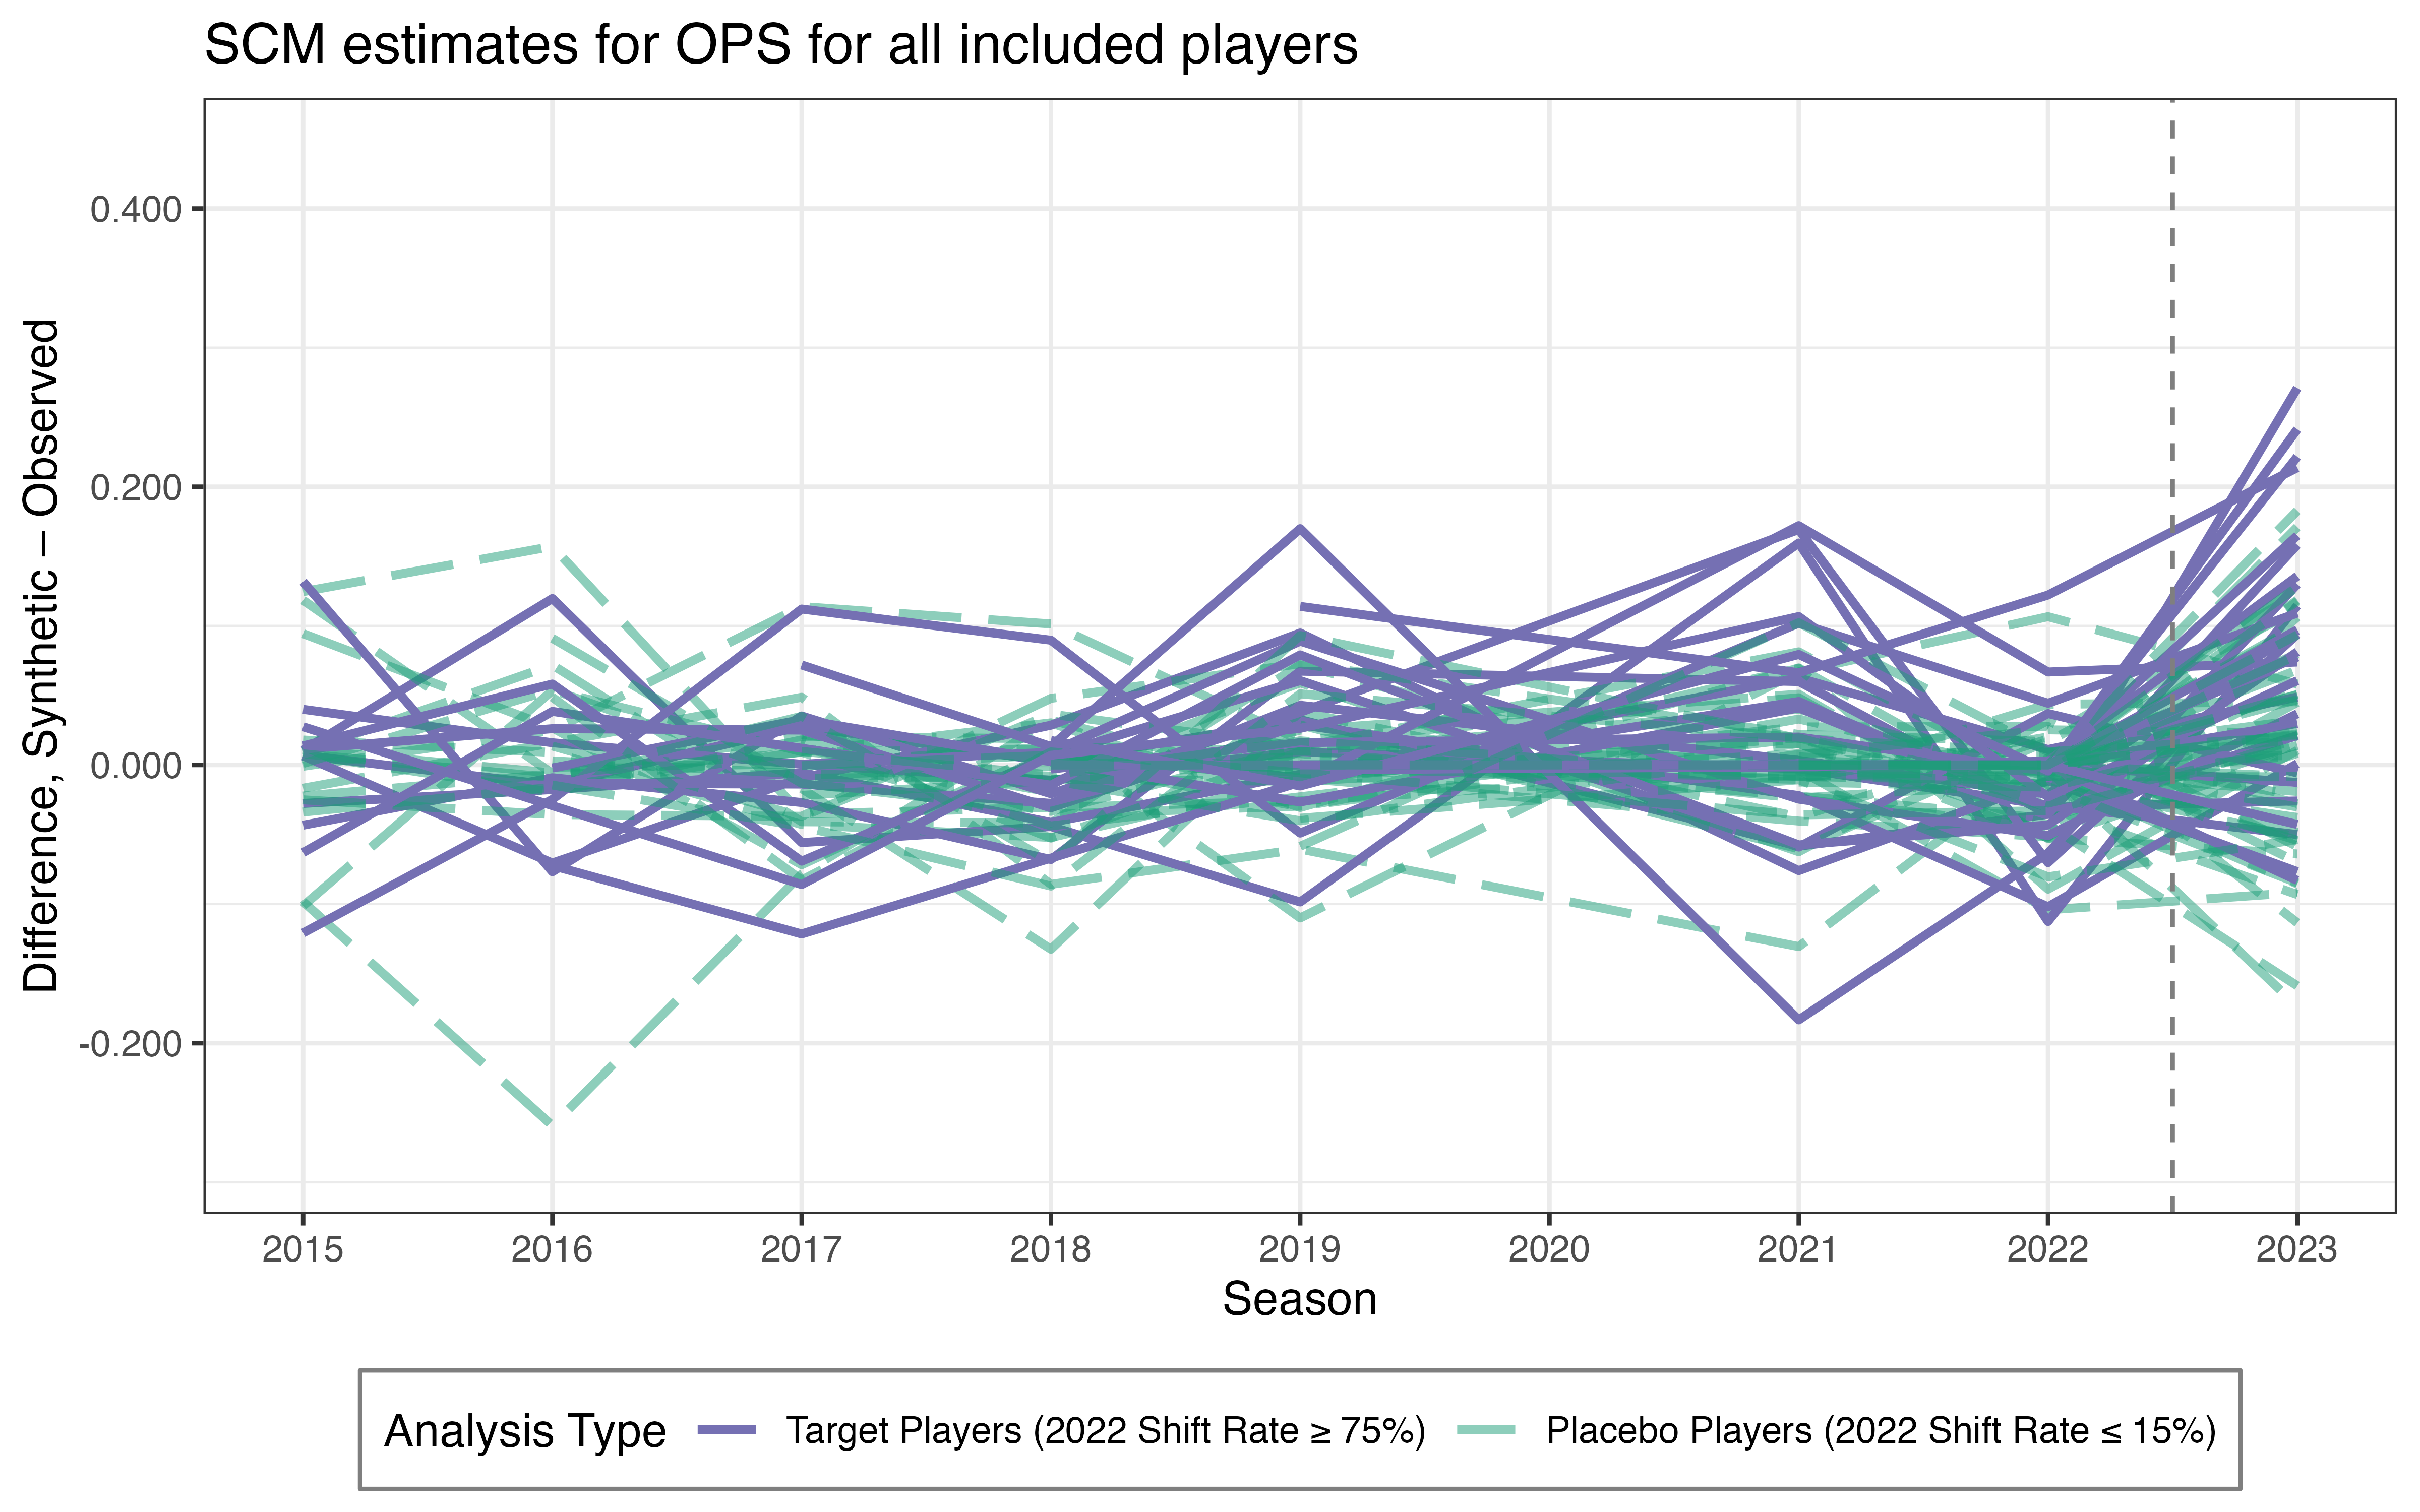 SCM estimates for OPS for all included players
Difference, Synthetic − Observed
0.400
0.200
0.000
-0.200
2015 2016 2017 2018 2019 2020 2021 2022 2023
Season
Analysis Type Target Players (2022 Shift Rate ≥ 75%) Placebo Players (2022 Shift Rate ≤ 15%)